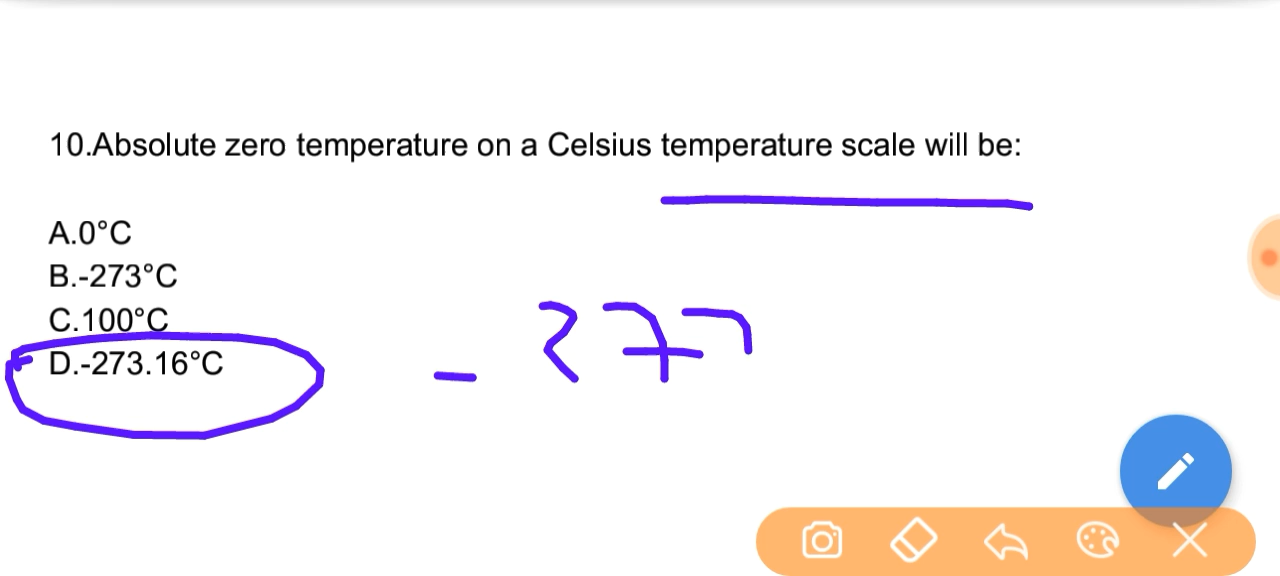 10.Absolute zero temperature on a Celsius temperature scale will be:
A.0°C
B.-273°C
C.100°C
D.-273.16°C